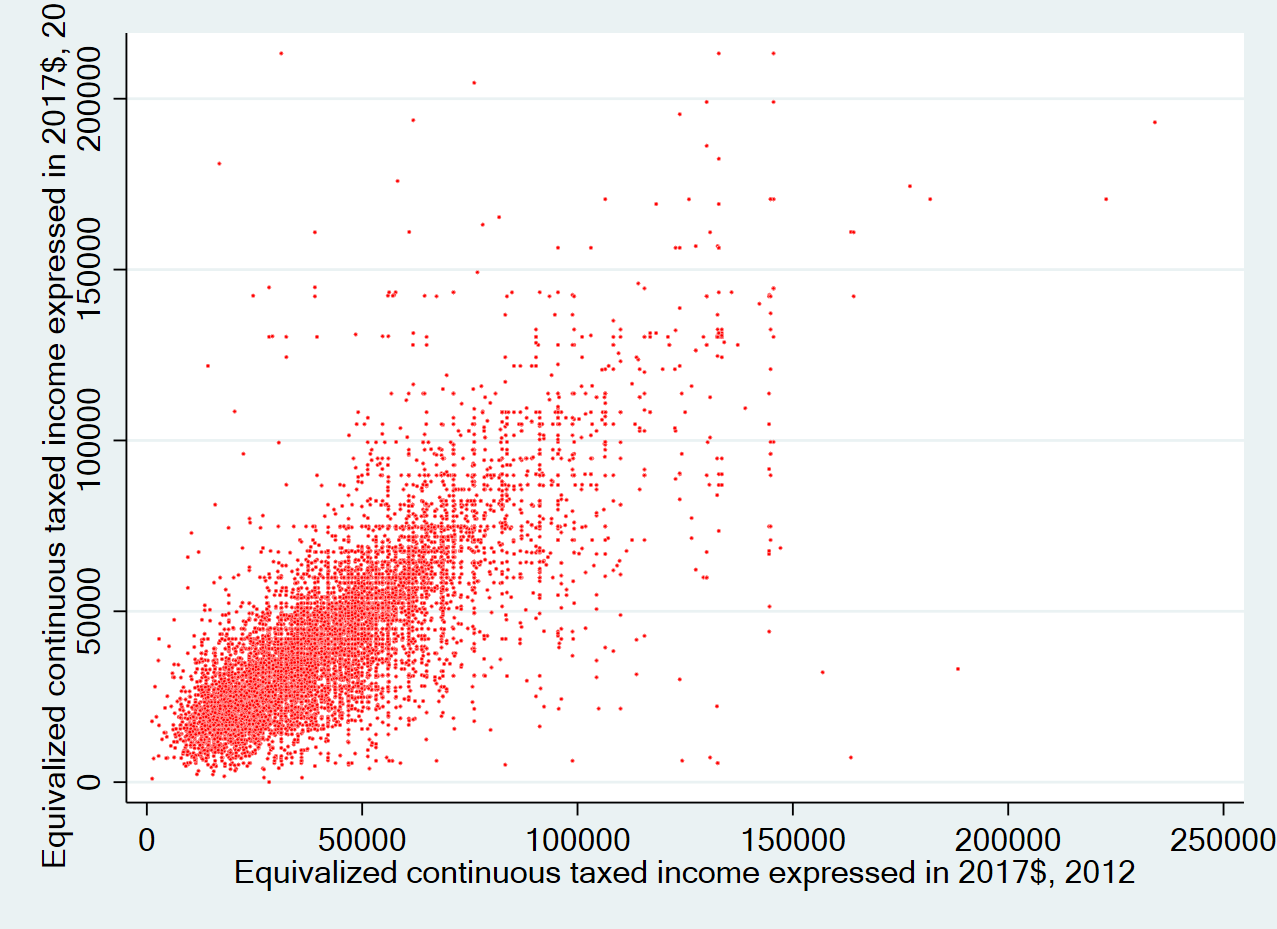 Equivalized continuous taxed income expressed in 2017$, 20
200000
150000
100000
50000
0
0 50000 100000 150000 200000 250000
Equivalized continuous taxed income expressed in 2017$, 2012